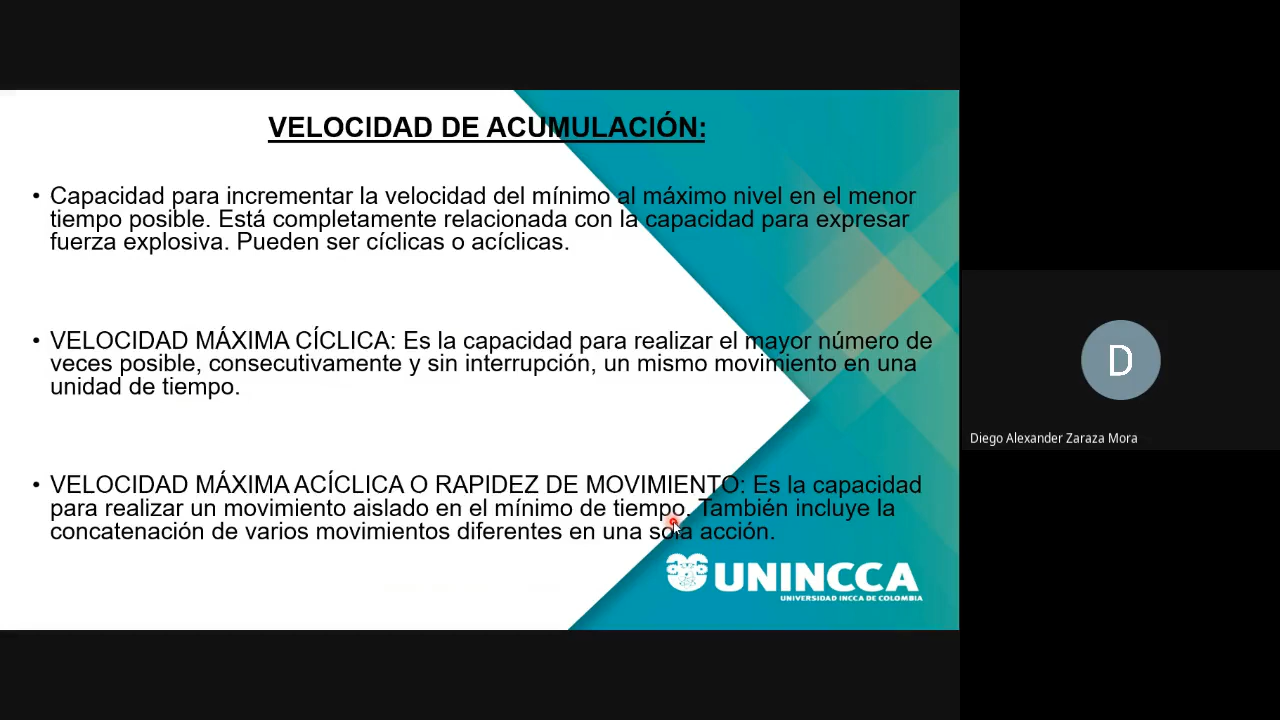 VELOCIDAD DE ACUMULACIÓN:
• Capacidad para incrementar la velocidad del mínimo al máximo nivel en el menor
tiempo posible. Está completamente relacionada con la capacidad para expresar
fuerza explosiva. Pueden ser cíclicas o acíclicas.
• VELOCIDAD MÁXIMA CÍCLICA: Es la capacidad para realizar el mayor número de
veces posible, consecutivamente y sin interrupción, un mismo movimiento en una
unidad de tiempo.
• VELOCIDAD MÁXIMA ACÍCLICA O RAPIDEZ DE MOVIMIENTO: Es la capacidad
para realizar un movimiento aislado en el mínimo de tiempo. También incluye la
concatenación de varios movimientos diferentes en una sola acción.
UNINCCA
UNIVERSIDAD INCCA DE COLOMBIA
D
Diego Alexander Zaraza Mora